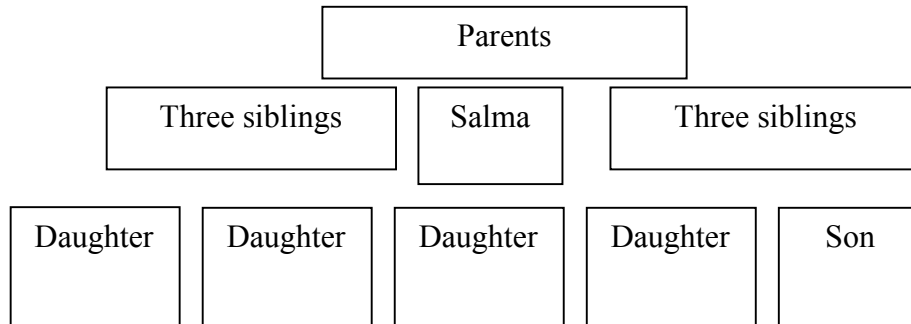 Parents
Three siblings
Salma
Three siblings
Daughter
Daughter
Daughter
Daughter
Son